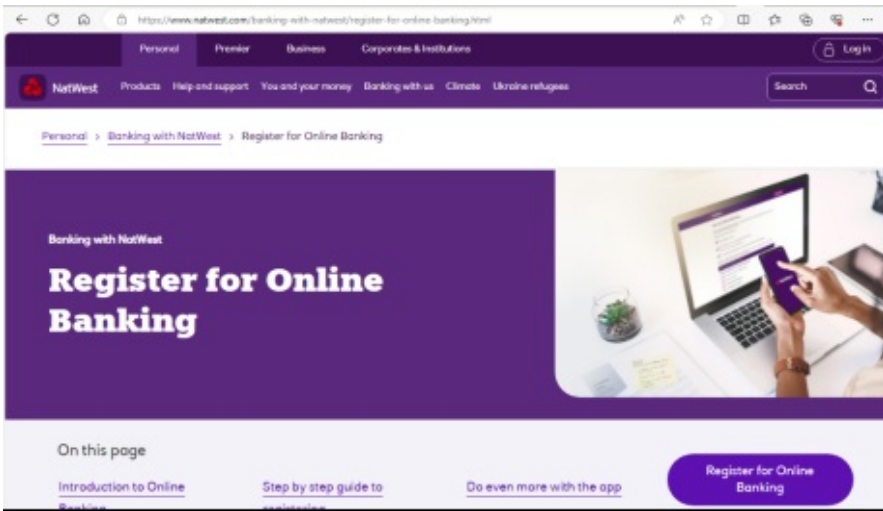 https://www.natwest.com/banking-with-natwest/register-for-online-banking.html
Personal Premier Business Corporates & Institutions Log in
NatWest Products Help and support You and your money Banking with us Climate Ukraine refugees Search
Personal > Banking with NatWest > Register for Online Banking
Banking with NatWest
Register for Online
Banking
On this page
Register for Online
Banking
Introduction to Online
Banking
Step by step guide to
registering
Do even more with the app